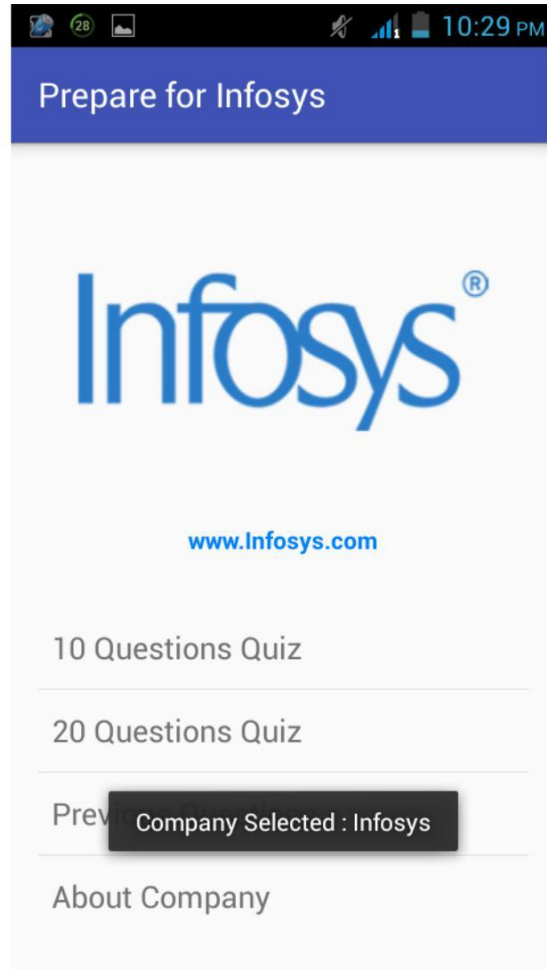 28
1
10:29 PM
Prepare for Infosys
Infosys®
www.Infosys.com
10 Questions Quiz
20 Questions Quiz
Company Selected : Infosys
About Company